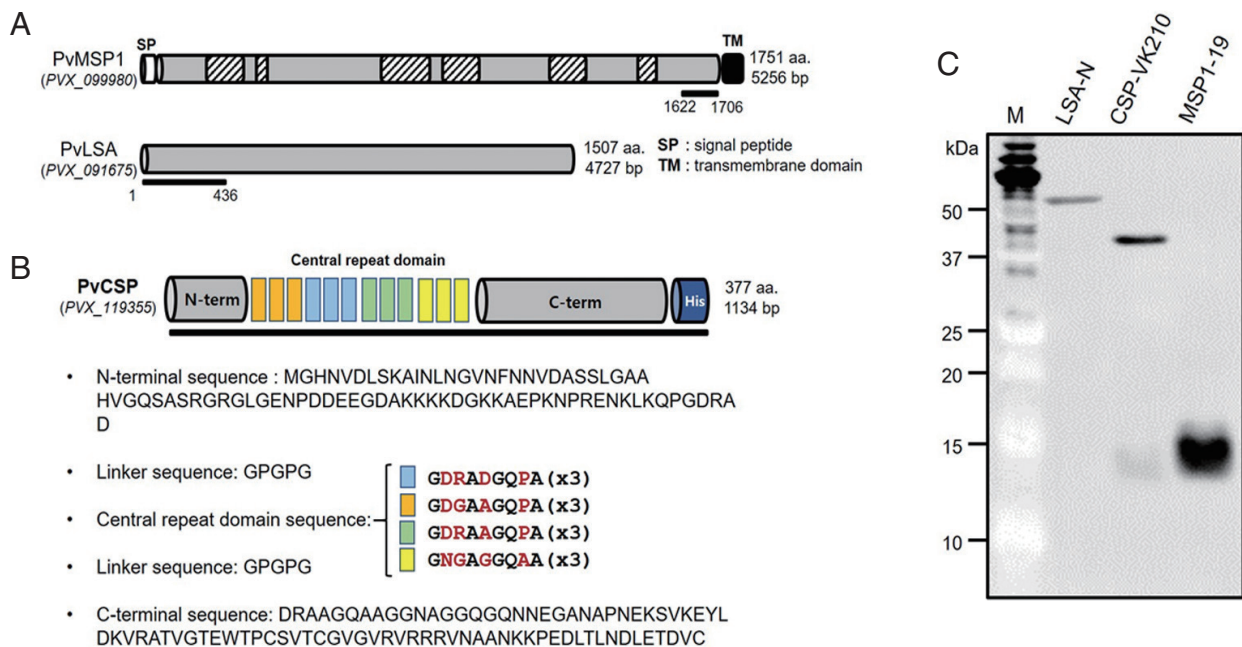 A
SP
TM
PvMSP1
(PVX_099980)
1751 aa.
5256 bp
1622
1706
PvLSA
(PVX_091675)
1507 aa.
4727 bp
SP : signal peptide
TM : transmembrane domain
1
436
B
Central repeat domain
PvCSP
(PVX_119355)
N-term
C-term
His
377 aa.
1134 bp
• N-terminal sequence : MGHNVDLSKAINLNGVNFNNVDASSLGAA
HVGQSASRGRGLGENPDDEEGDAKKKKDGKKAEPKNPRENKLKQPGDRA
D
• Linker sequence: GPGPG
• Central repeat domain sequence:
• Linker sequence: GPGPG
GDRADGQPA(x3)
GDGAAGQPA(x3)
GDRAAGQPA(x3)
GNGAGGQAA(x3)
• C-terminal sequence: DRAAGQAAGGNAGGQGQNNEGANAPNEKSVKEYL
DKVRATVGTEWTPCSVTCGVGVRVRRRVNAANKKPEDLTLNDLETDVC
C
M
LSA-N
CSP-VK210
MSP1-19
kDa
50
37
25
20
15
10